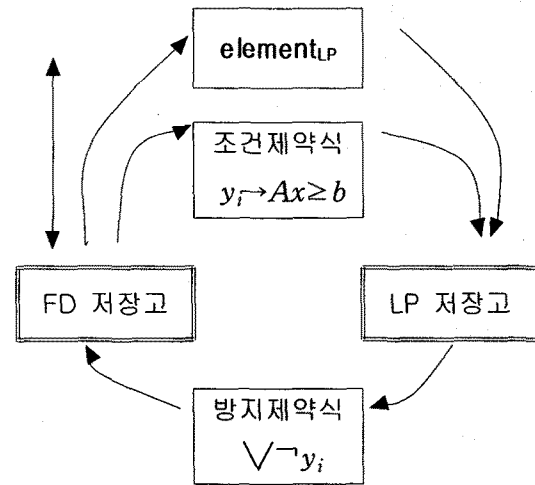 element_LP
조건제약식
y_i→Ax≥b
FD 저장고
LP 저장고
방지제약식
∨¬y_i